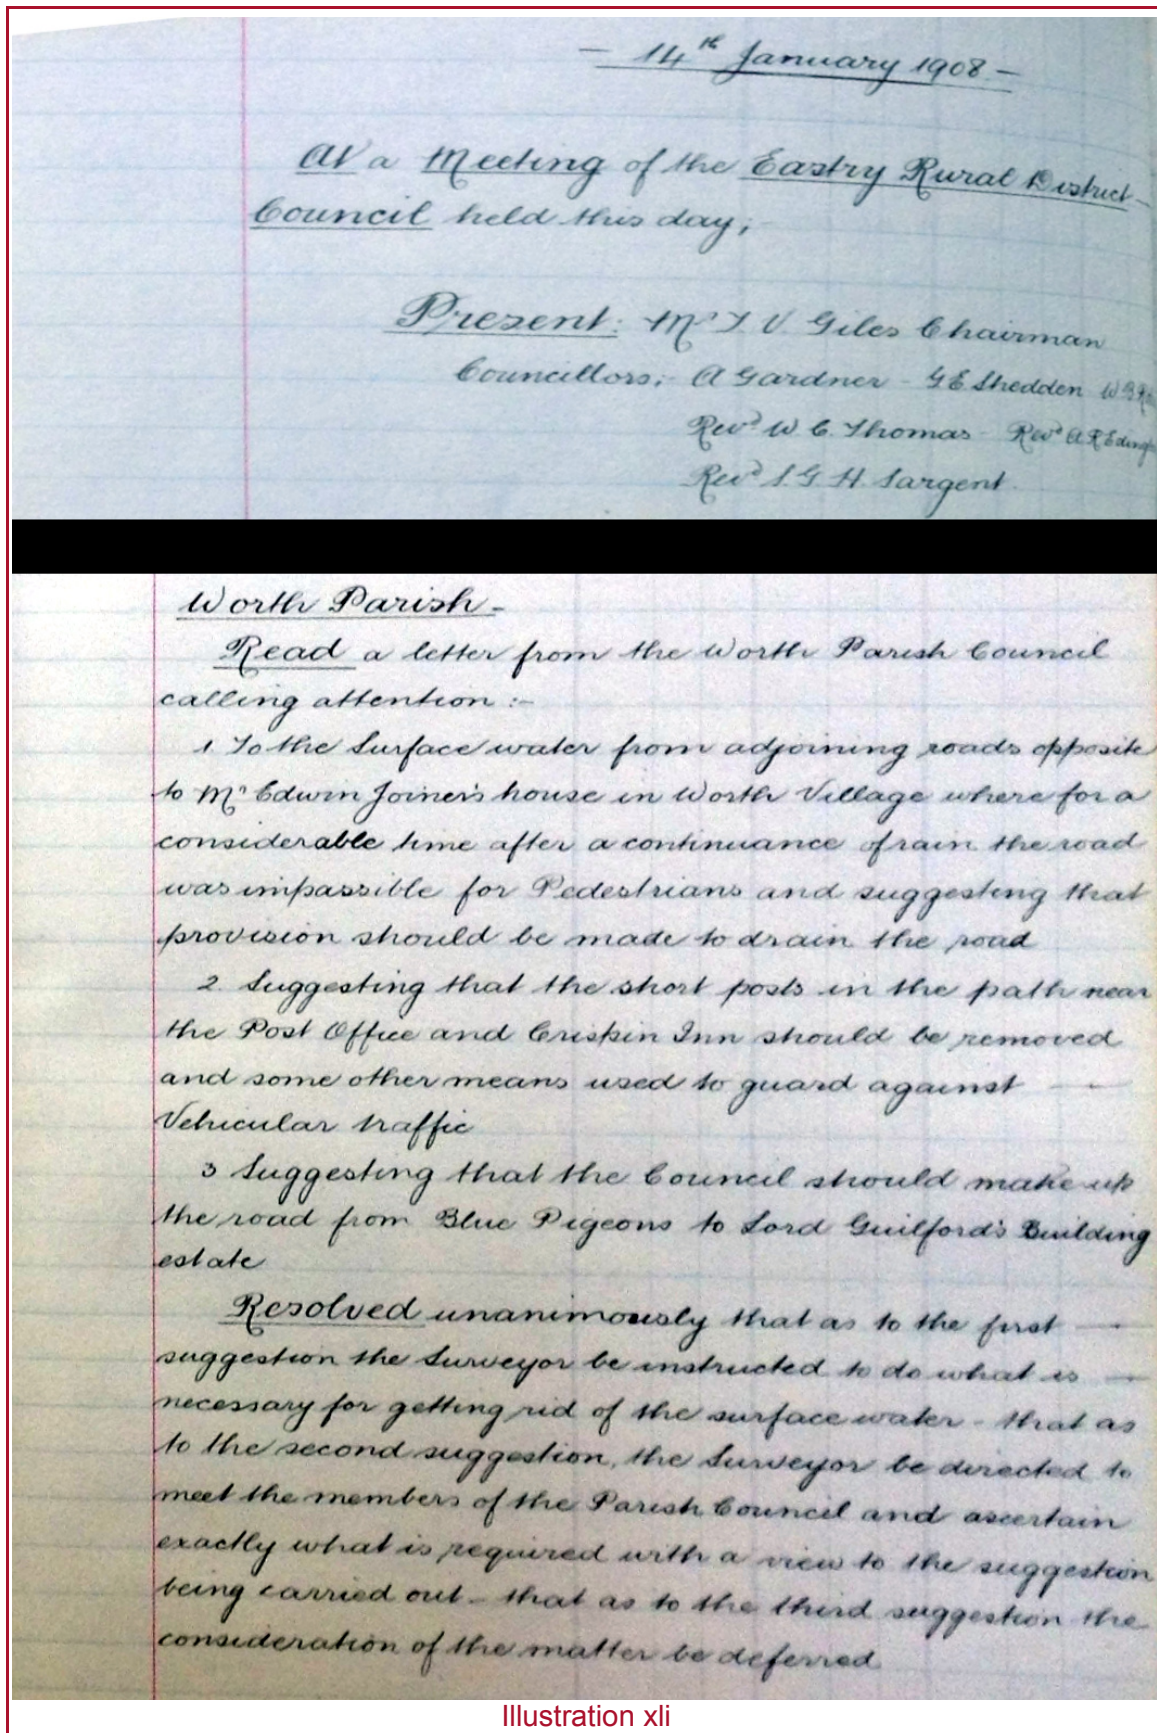 — 14th January 1908 —
At a Meeting of the Eastry Rural District
Council held this day;
Present: Mr T V Giles Chairman
Councillors: A Gardner - G E Shedden
Revd W. C. Thomas - Revd A.R.
Revd S. G. H. Sargent.
Worth Parish -
Read a letter from the Worth Parish Council
calling attention :-
1 To the Surface water from adjoining roads opposite
to Mr Edwin Joiner's house in Worth Village where for a
considerable time after a continuance of rain the road
was impassible for Pedestrians and suggesting that
provision should be made to drain the road
2. Suggesting that the short posts in the path near
the Post Office and Crispin Inn should be removed
and some other means used to guard against
Vehicular traffic
3 Suggesting that the Council should make up
the road from Blue Pigeons to Lord Guilford's Building
estate
Resolved unanimously that as to the first
suggestion the Surveyor be instructed to do what is
necessary for getting rid of the surface water - that as
to the second suggestion, the Surveyor be directed to
meet the members of the Parish Council and ascertain
exactly what is required with a view to the suggestion
being carried out - that as to the third suggestion the
consideration of the matter be deferred
Illustration xli